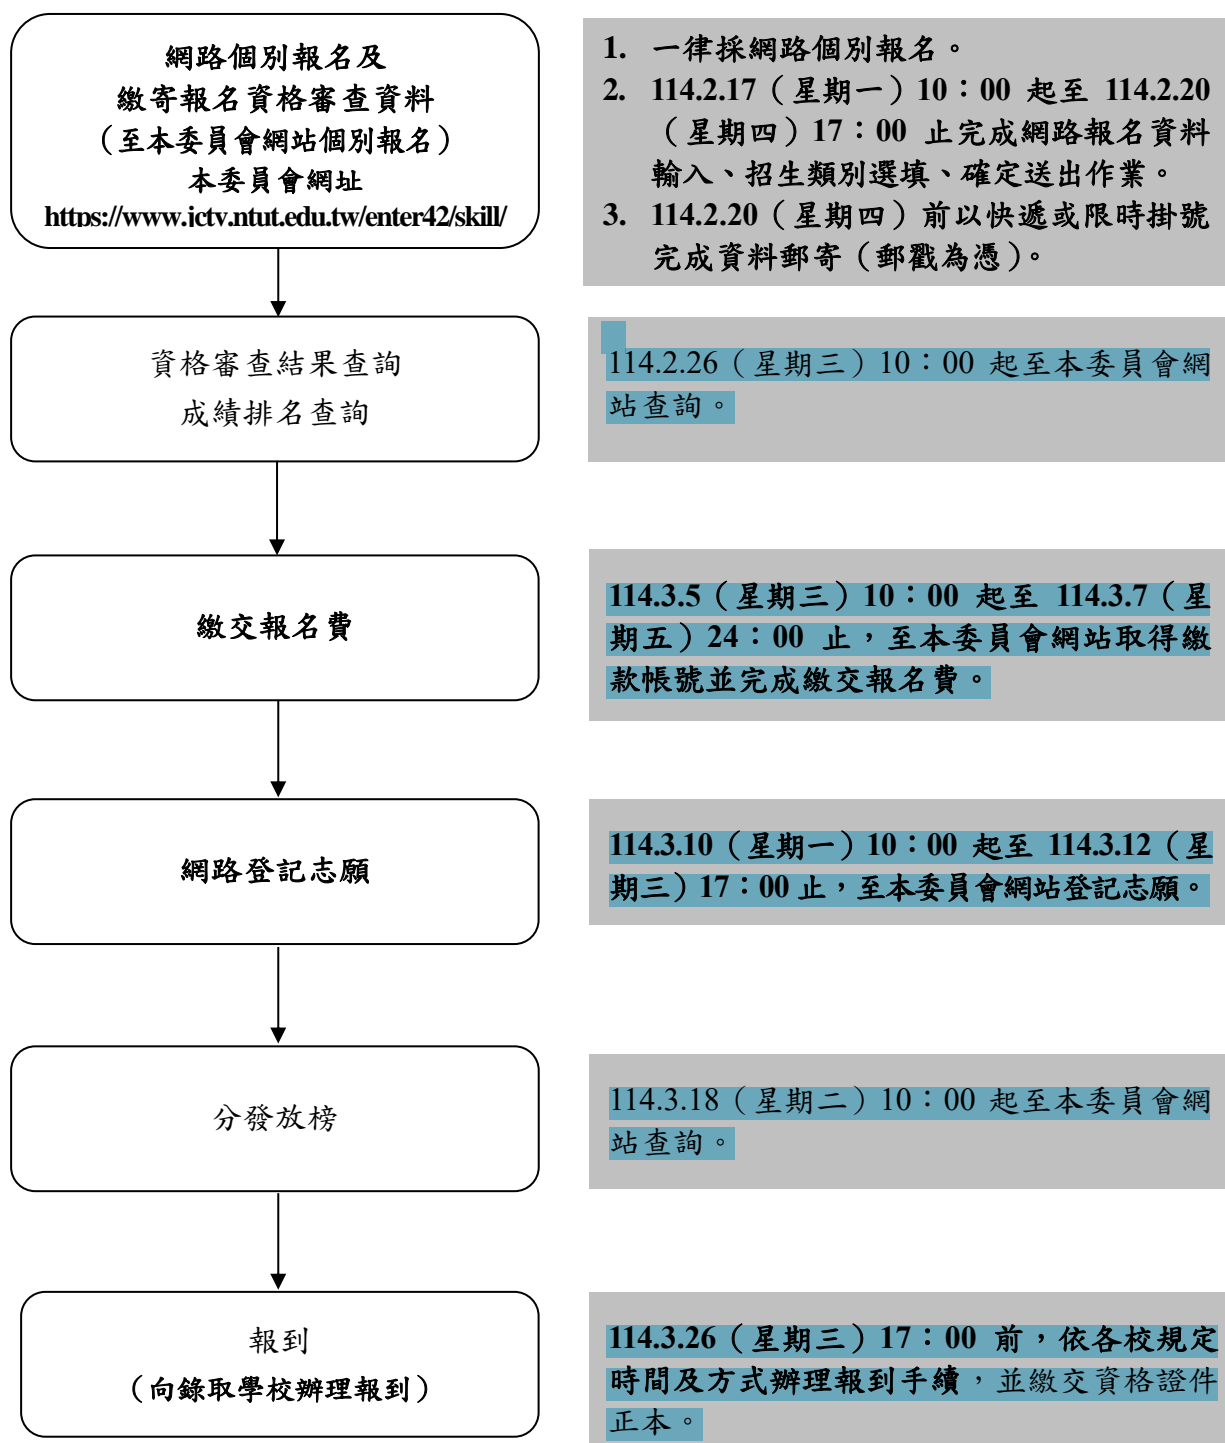 網路個別報名及
繳寄報名資格審查資料
（至本委員會網站個別報名）
本委員會網址
https://www.jctv.ntut.edu.tw/enter42/skill/
1. 一律採網路個別報名。
2. 114.2.17（星期一）10：00 起至 114.2.20
（星期四）17：00 止完成網路報名資料
輸入、招生類別選填、確定送出作業。
3. 114.2.20（星期四）前以快遞或限時掛號
完成資料郵寄（郵戳為憑）。
資格審查結果查詢
成績排名查詢
114.2.26（星期三）10：00 起至本委員會網
站查詢。
繳交報名費
114.3.5（星期三）10：00 起至 114.3.7（星
期五）24：00 止，至本委員會網站取得繳
款帳號並完成繳交報名費。
網路登記志願
114.3.10（星期一）10：00 起至 114.3.12（星
期三）17：00 止，至本委員會網站登記志願。
分發放榜
114.3.18（星期二）10：00 起至本委員會網
站查詢。
報到
（向錄取學校辦理報到）
114.3.26（星期三）17：00 前，依各校規定
時間及方式辦理報到手續，並繳交資格證件
正本。